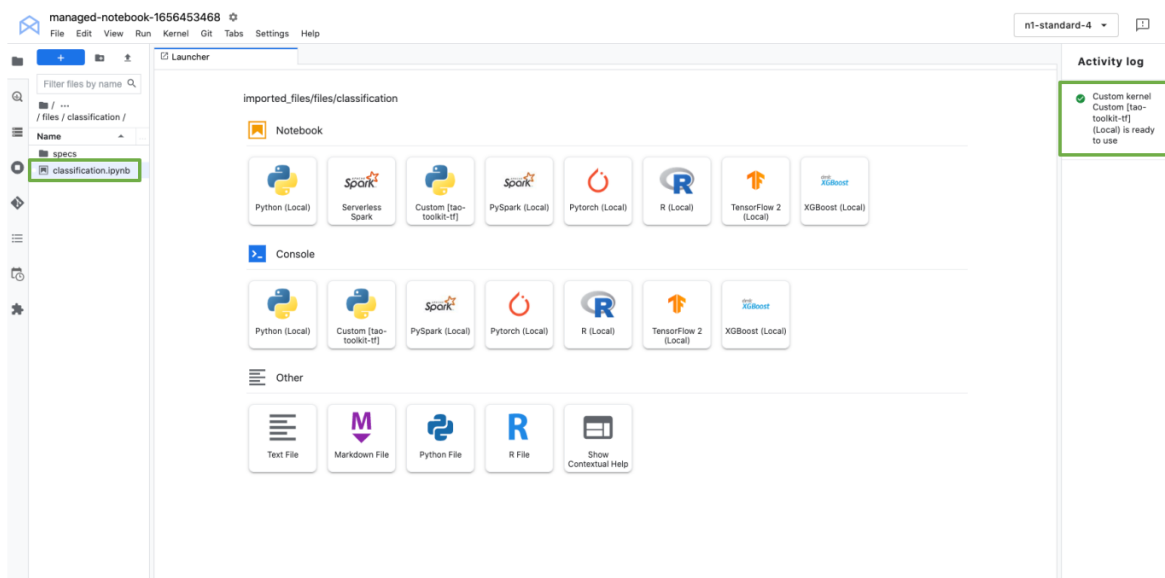 managed-notebook-1656453468
File Edit View Run Kernel Git Tabs Settings Help
n1-standard-4
+
Filter files by name
/ ...
/ files / classification /
Name
specs
classification.ipynb
Launcher
imported_files/files/classification
Notebook
Python (Local)
Spark
Serverless
Spark
Custom [tao-
toolkit-tf]
Spark
PySpark (Local)
Pytorch (Local)
R
R (Local)
TensorFlow 2
(Local)
XGBoost
XGBoost (Local)
Console
Python (Local)
Custom [tao-
toolkit-tf]
Spark
PySpark (Local)
Pytorch (Local)
R
R (Local)
TensorFlow 2
(Local)
XGBoost
XGBoost (Local)
Other
Text File
M
Markdown File
Python File
R
R File
Show
Contextual Help
Activity log
Custom kernel
Custom [tao-
toolkit-tf]
(Local) is ready
to use